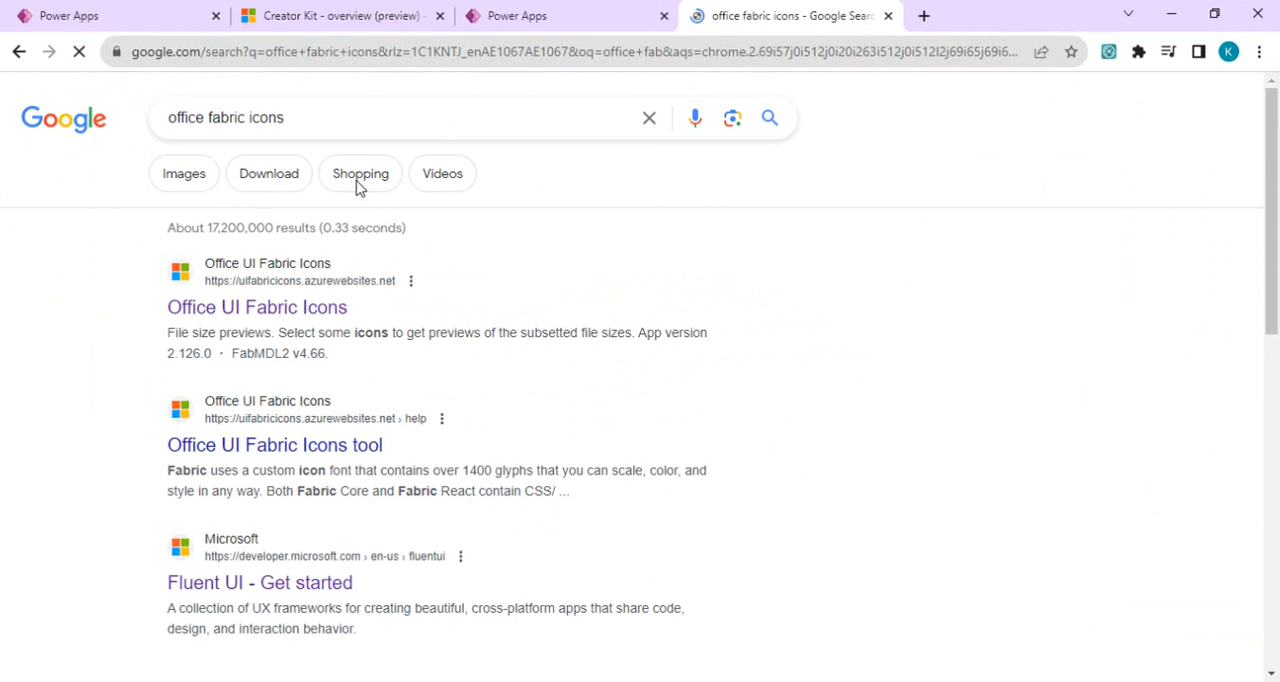 Power Apps
Creator Kit - overview (preview) -
Power Apps
office fabric icons - Google Sear
google.com/search?q=office+fabric+icons&rlz=1C1KNTJ_enAE1067AE1067&oq=office+fab&aqs=chrome.2.69i57j0i512j0i20i263i512j0i512l2j69i65j69i6...
K
Google
office fabric icons
Images
Download
Shopping
Videos
About 17,200,000 results (0.33 seconds)
Office UI Fabric Icons
https://uifabricicons.azurewebsites.net
Office UI Fabric Icons
File size previews. Select some icons to get previews of the subsetted file sizes. App version
2.126.0 · FabMDL2 v4.66.
Office UI Fabric Icons
https://uifabricicons.azurewebsites.net › help
Office UI Fabric Icons tool
Fabric uses a custom icon font that contains over 1400 glyphs that you can scale, color, and
style in any way. Both Fabric Core and Fabric React contain CSS/ ...
Microsoft
https://developer.microsoft.com › en-us › fluentui
Fluent UI - Get started
A collection of UX frameworks for creating beautiful, cross-platform apps that share code,
design, and interaction behavior.